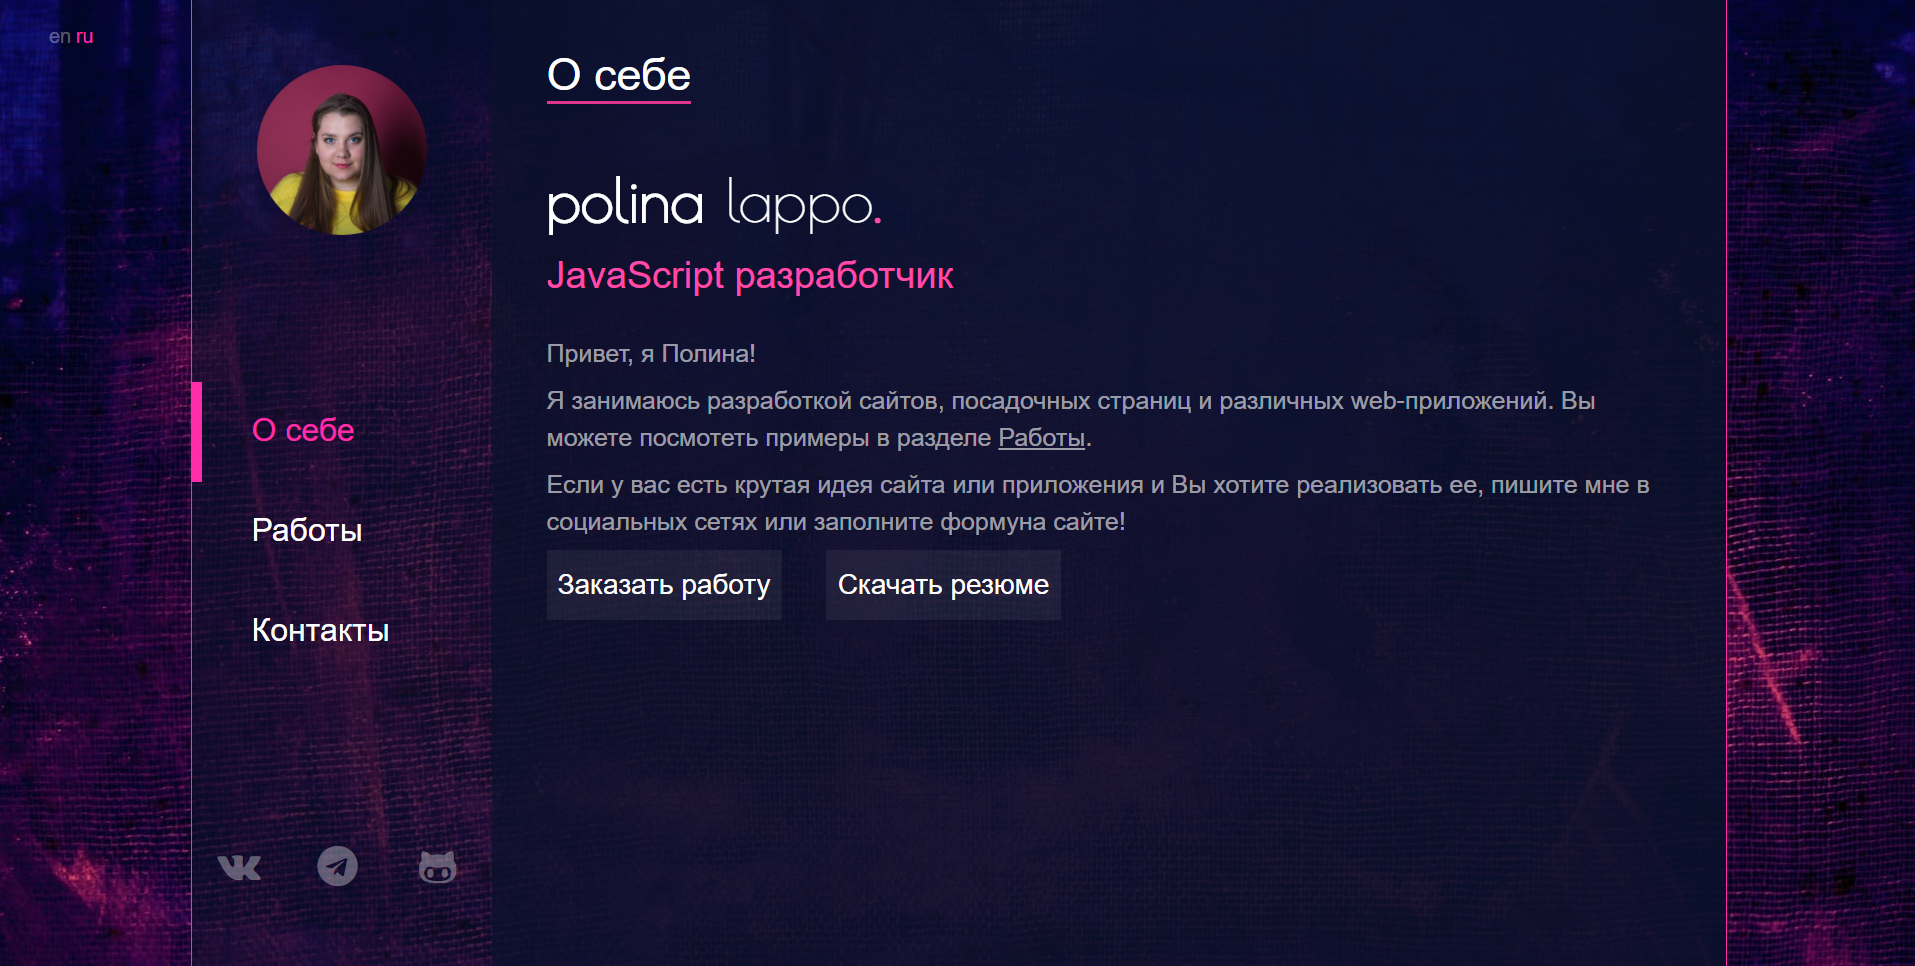 en ru
О себе
polina lappo.
JavaScript разработчик
Привет, я Полина!
Я занимаюсь разработкой сайтов, посадочных страниц и различных web-приложений. Вы
можете посмотеть примеры в разделе Работы.
Если у вас есть крутая идея сайта или приложения и Вы хотите реализовать ее, пишите мне в
социальных сетях или заполните формуна сайте!
Заказать работу
Скачать резюме
О себе
Работы
Контакты